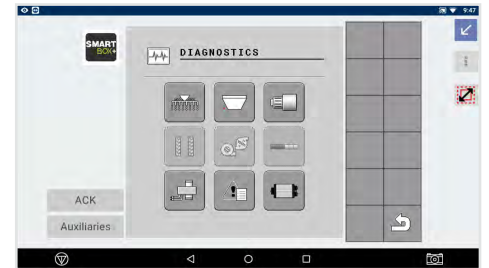 9:47
SMART
BOX+
DIAGNOSTICS
ACK
Auxiliaries